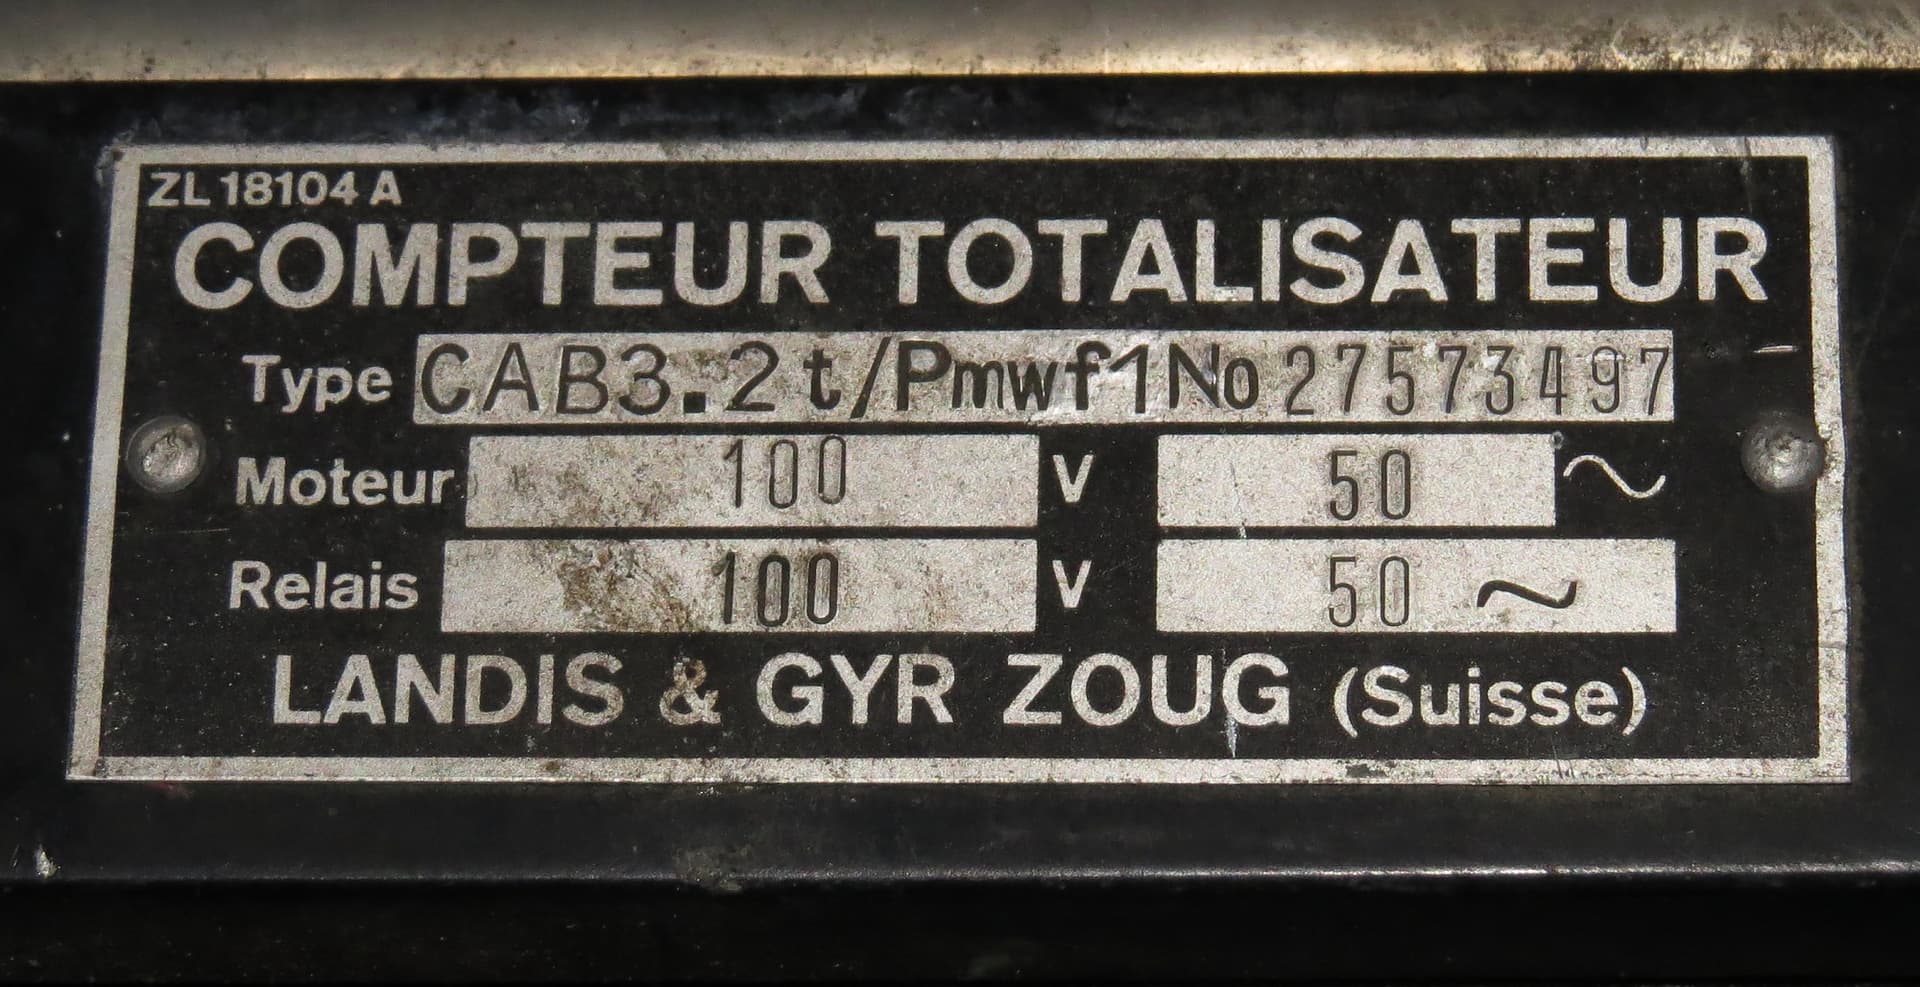 ZL 18104 A
COMPTEUR TOTALISATEUR
Type CAB3.2t/Pmwf1No 27573497
Moteur 100 V 50 ~
Relais 100 V 50 ~
LANDIS & GYR ZOUG (Suisse)